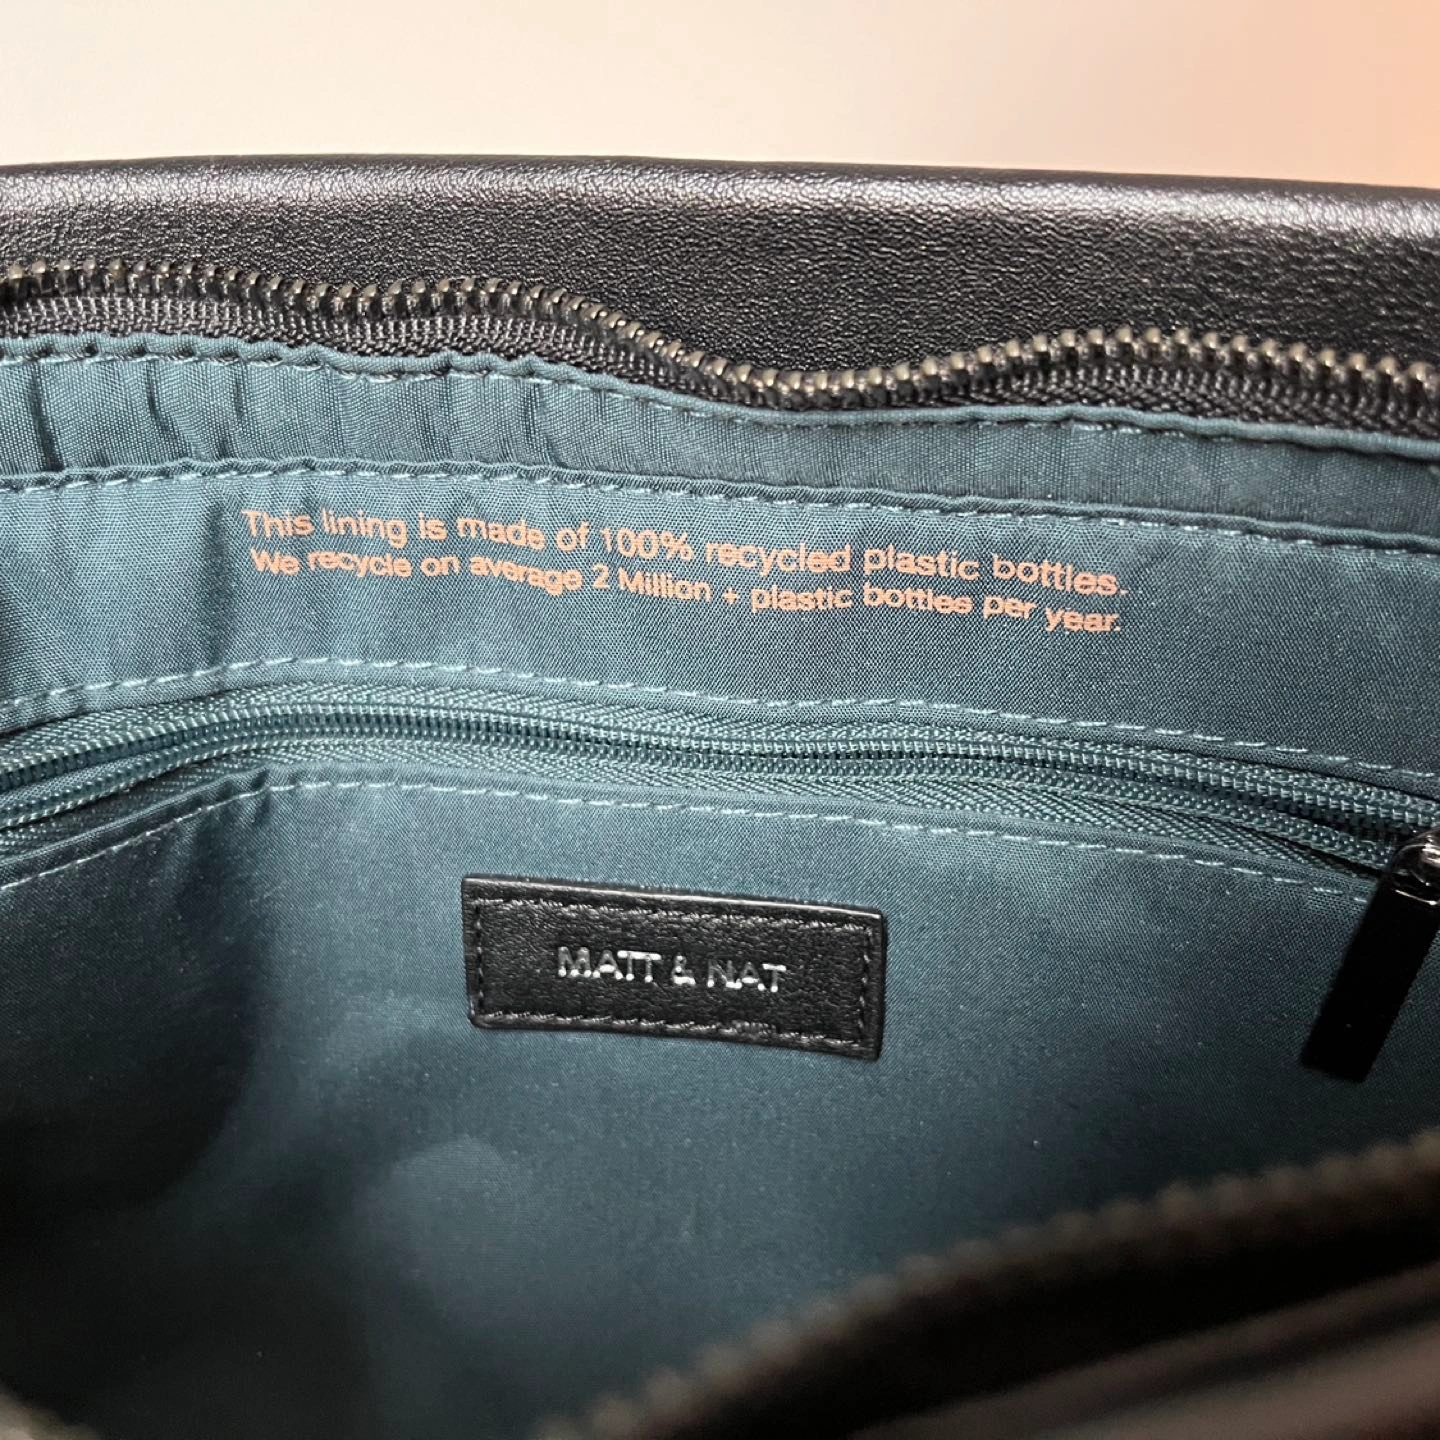 This lining is made of 100% recycled plastic bottles.
We recycle on average 2 Million + plastic bottles per year.
MATT & NAT